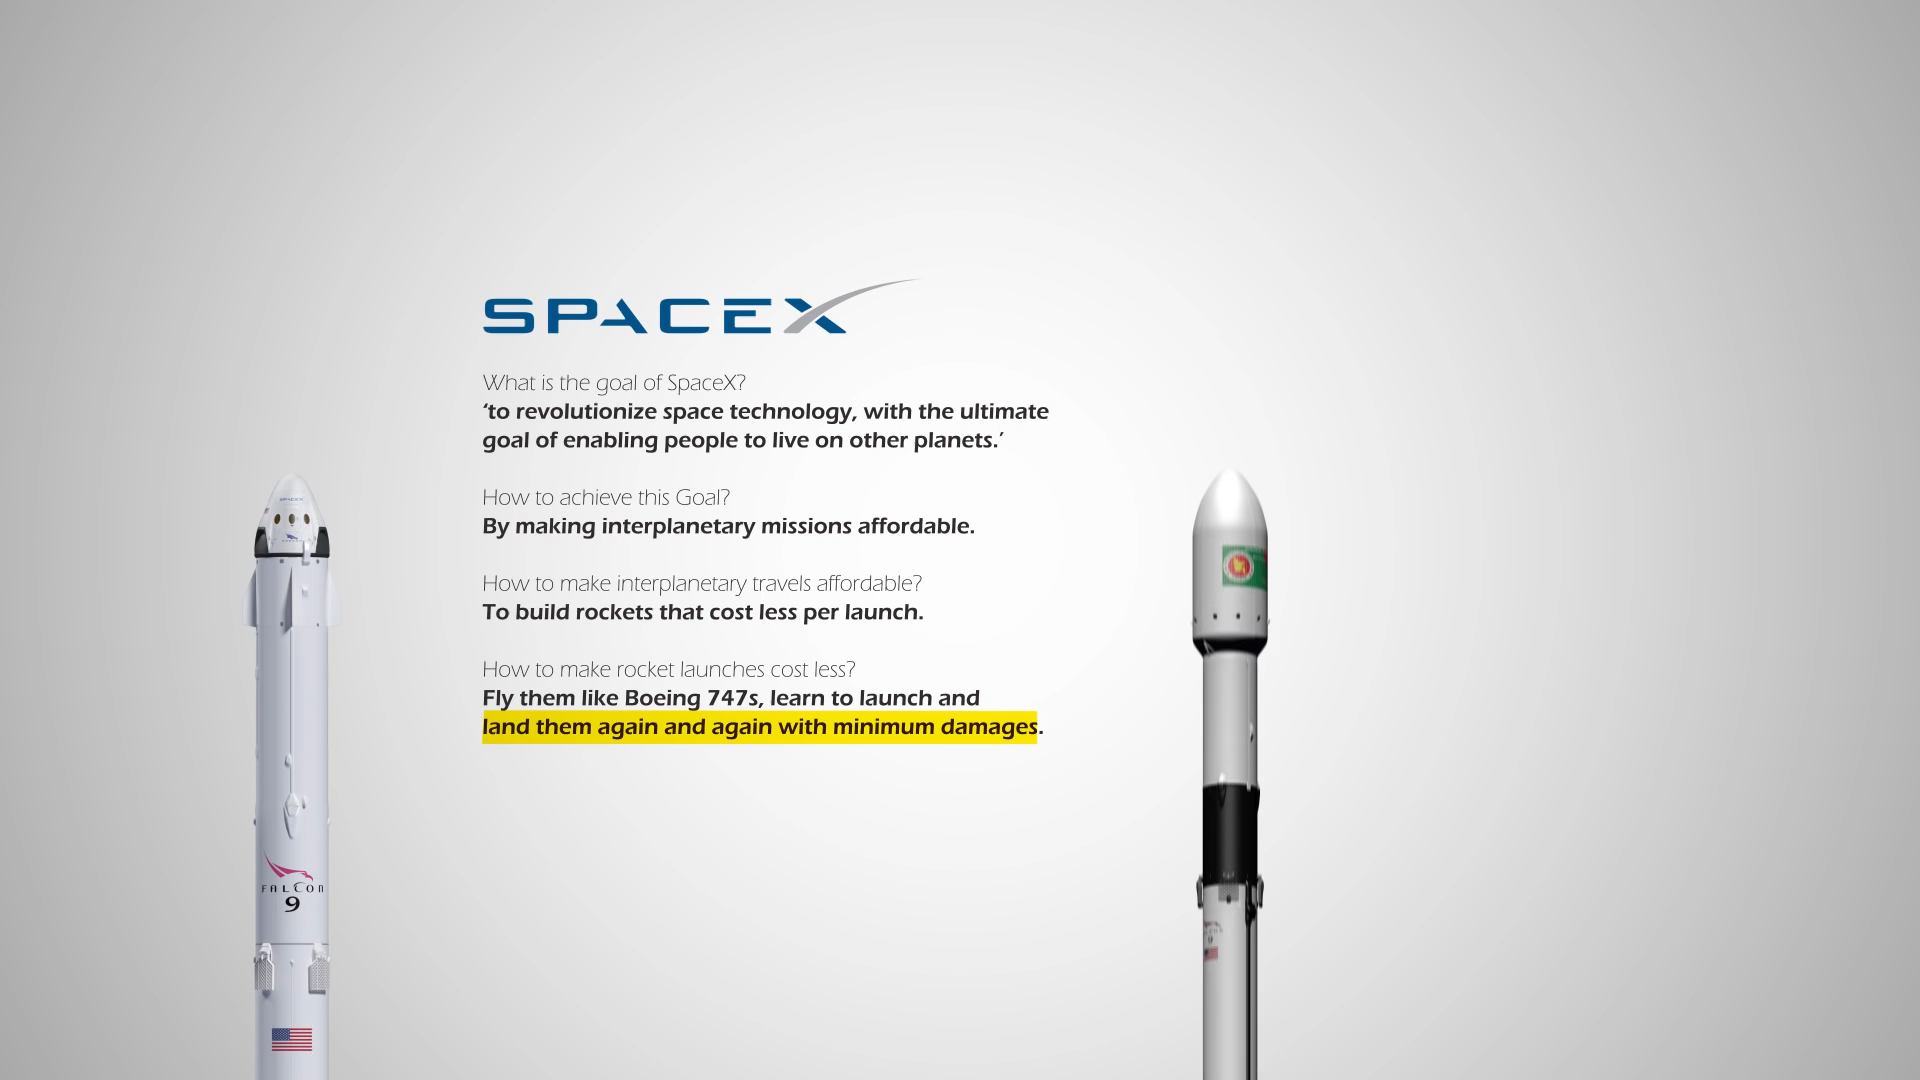 SPACEX
What is the goal of SpaceX?
‘to revolutionize space technology, with the ultimate
goal of enabling people to live on other planets.’
How to achieve this Goal?
By making interplanetary missions affordable.
How to make interplanetary travels affordable?
To build rockets that cost less per launch.
How to make rocket launches cost less?
Fly them like Boeing 747s, learn to launch and
land them again and again with minimum damages.
SPACEX
FALCON
9
9